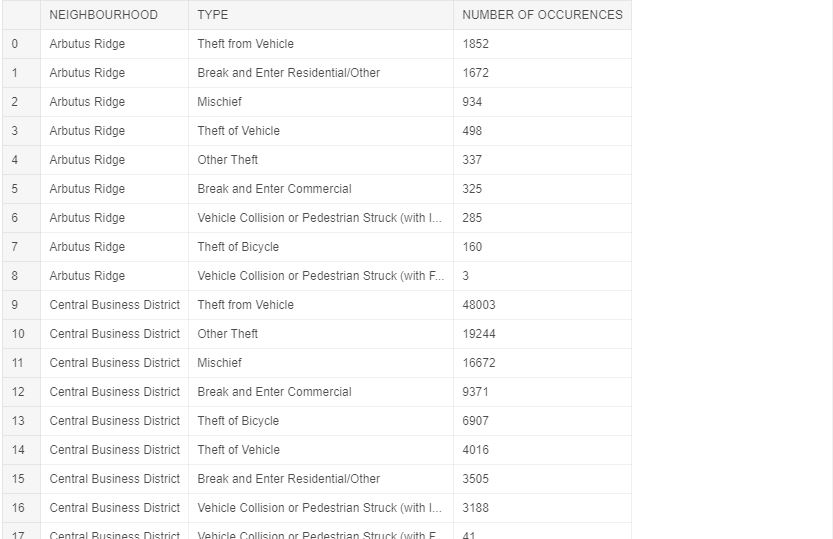 NEIGHBOURHOOD TYPE NUMBER OF OCCURENCES
0 Arbutus Ridge Theft from Vehicle 1852
1 Arbutus Ridge Break and Enter Residential/Other 1672
2 Arbutus Ridge Mischief 934
3 Arbutus Ridge Theft of Vehicle 498
4 Arbutus Ridge Other Theft 337
5 Arbutus Ridge Break and Enter Commercial 325
6 Arbutus Ridge Vehicle Collision or Pedestrian Struck (with I... 285
7 Arbutus Ridge Theft of Bicycle 160
8 Arbutus Ridge Vehicle Collision or Pedestrian Struck (with F... 3
9 Central Business District Theft from Vehicle 48003
10 Central Business District Other Theft 19244
11 Central Business District Mischief 16672
12 Central Business District Break and Enter Commercial 9371
13 Central Business District Theft of Bicycle 6907
14 Central Business District Theft of Vehicle 4016
15 Central Business District Break and Enter Residential/Other 3505
16 Central Business District Vehicle Collision or Pedestrian Struck (with I... 3188
17 Central Business District Vehicle Collision or Pedestrian Struck (with F... 41